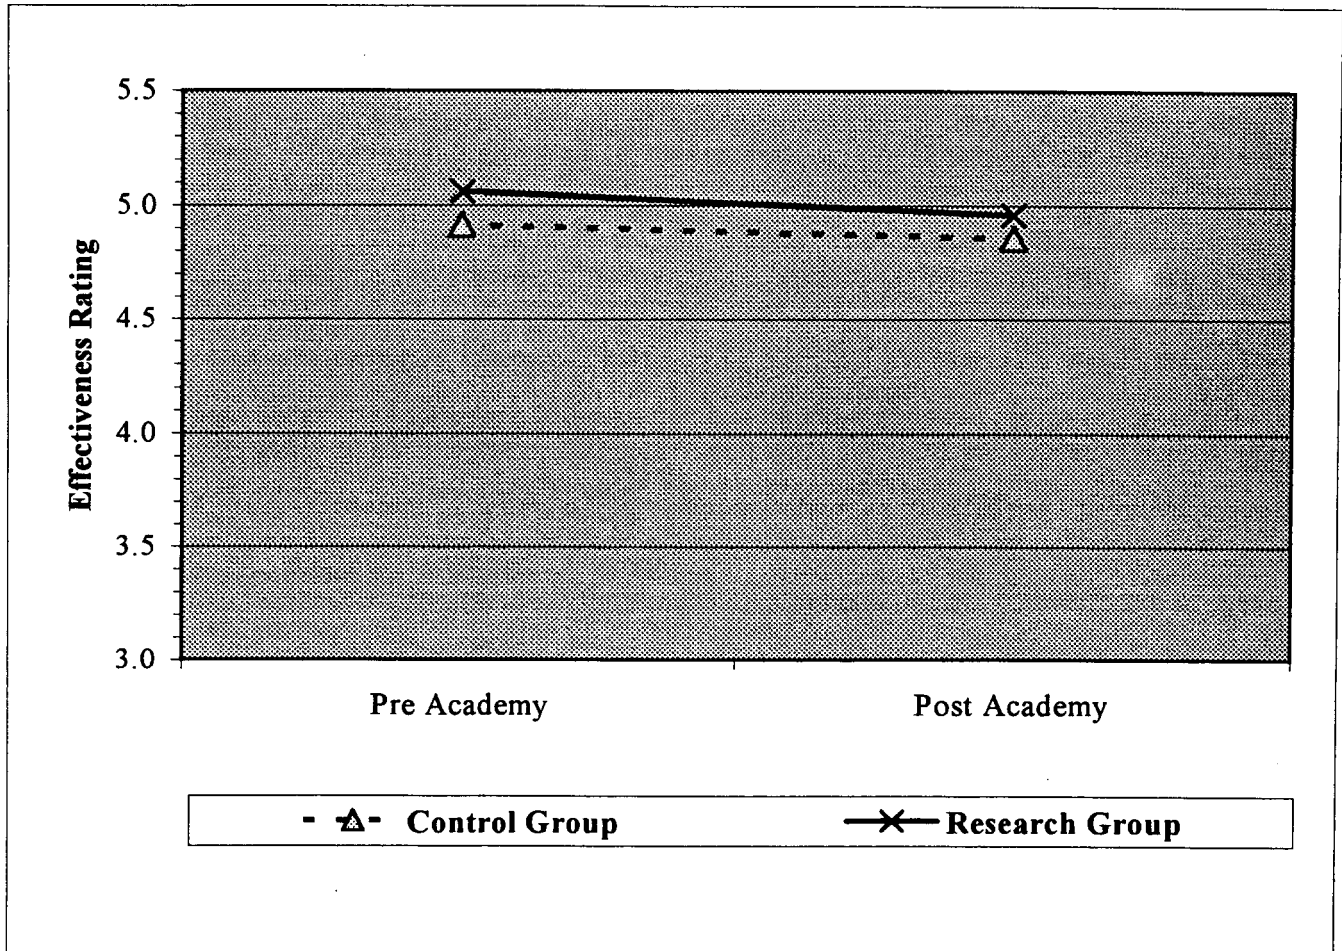 5.5
5.0
4.5
4.0
3.5
3.0
Effectiveness Rating
Pre Academy Post Academy
Control Group Research Group